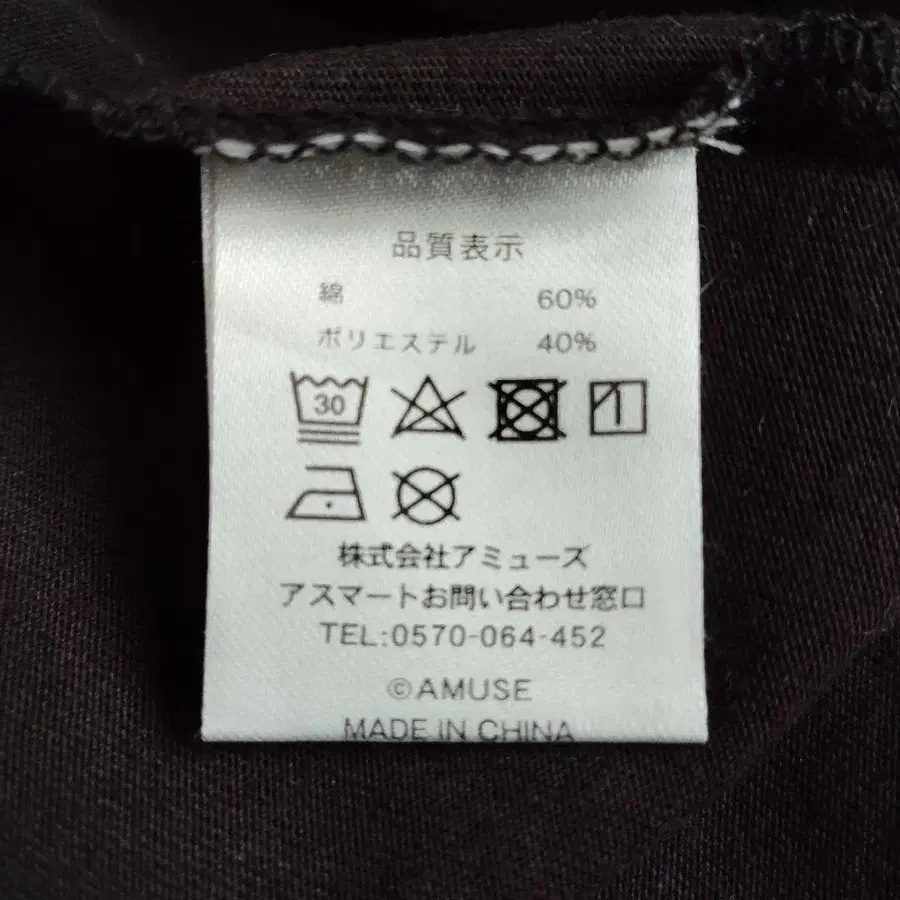 品質表示
綿 60%
ポリエステル 40%
30
株式会社アミューズ
アスマートお問い合わせ窓口
TEL:0570-064-452
©AMUSE
MADE IN CHINA